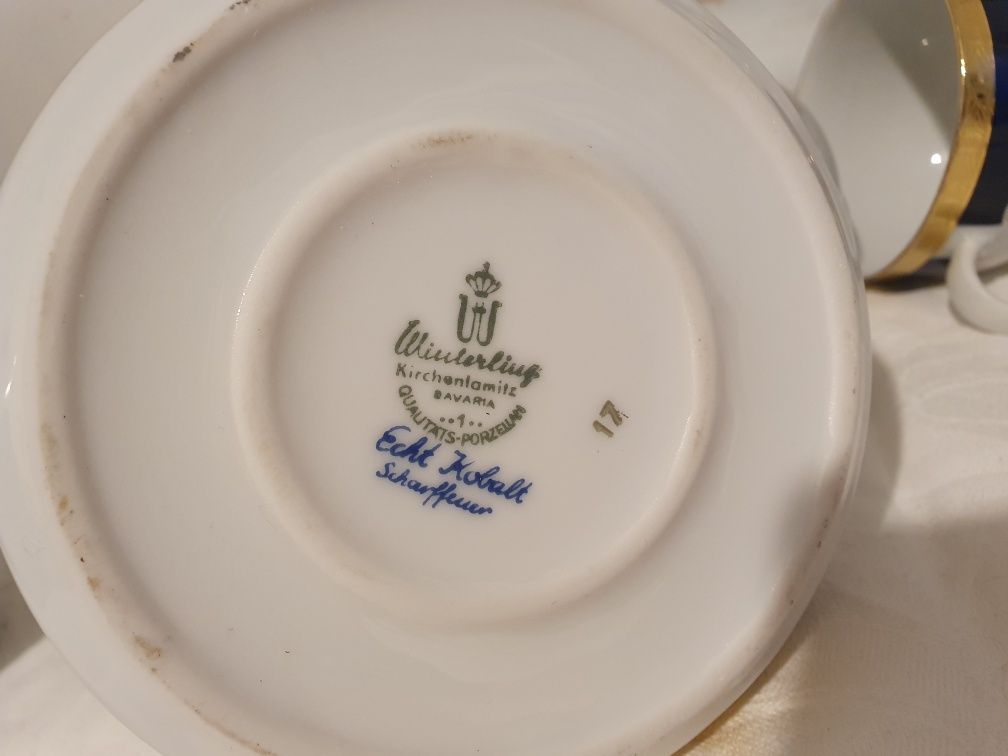 W
Winterling
Kirchenlamitz
BAVARIA
..1..
QUALITÄTS-PORZELLAN
Echt Kobalt
Scharffeuer
17